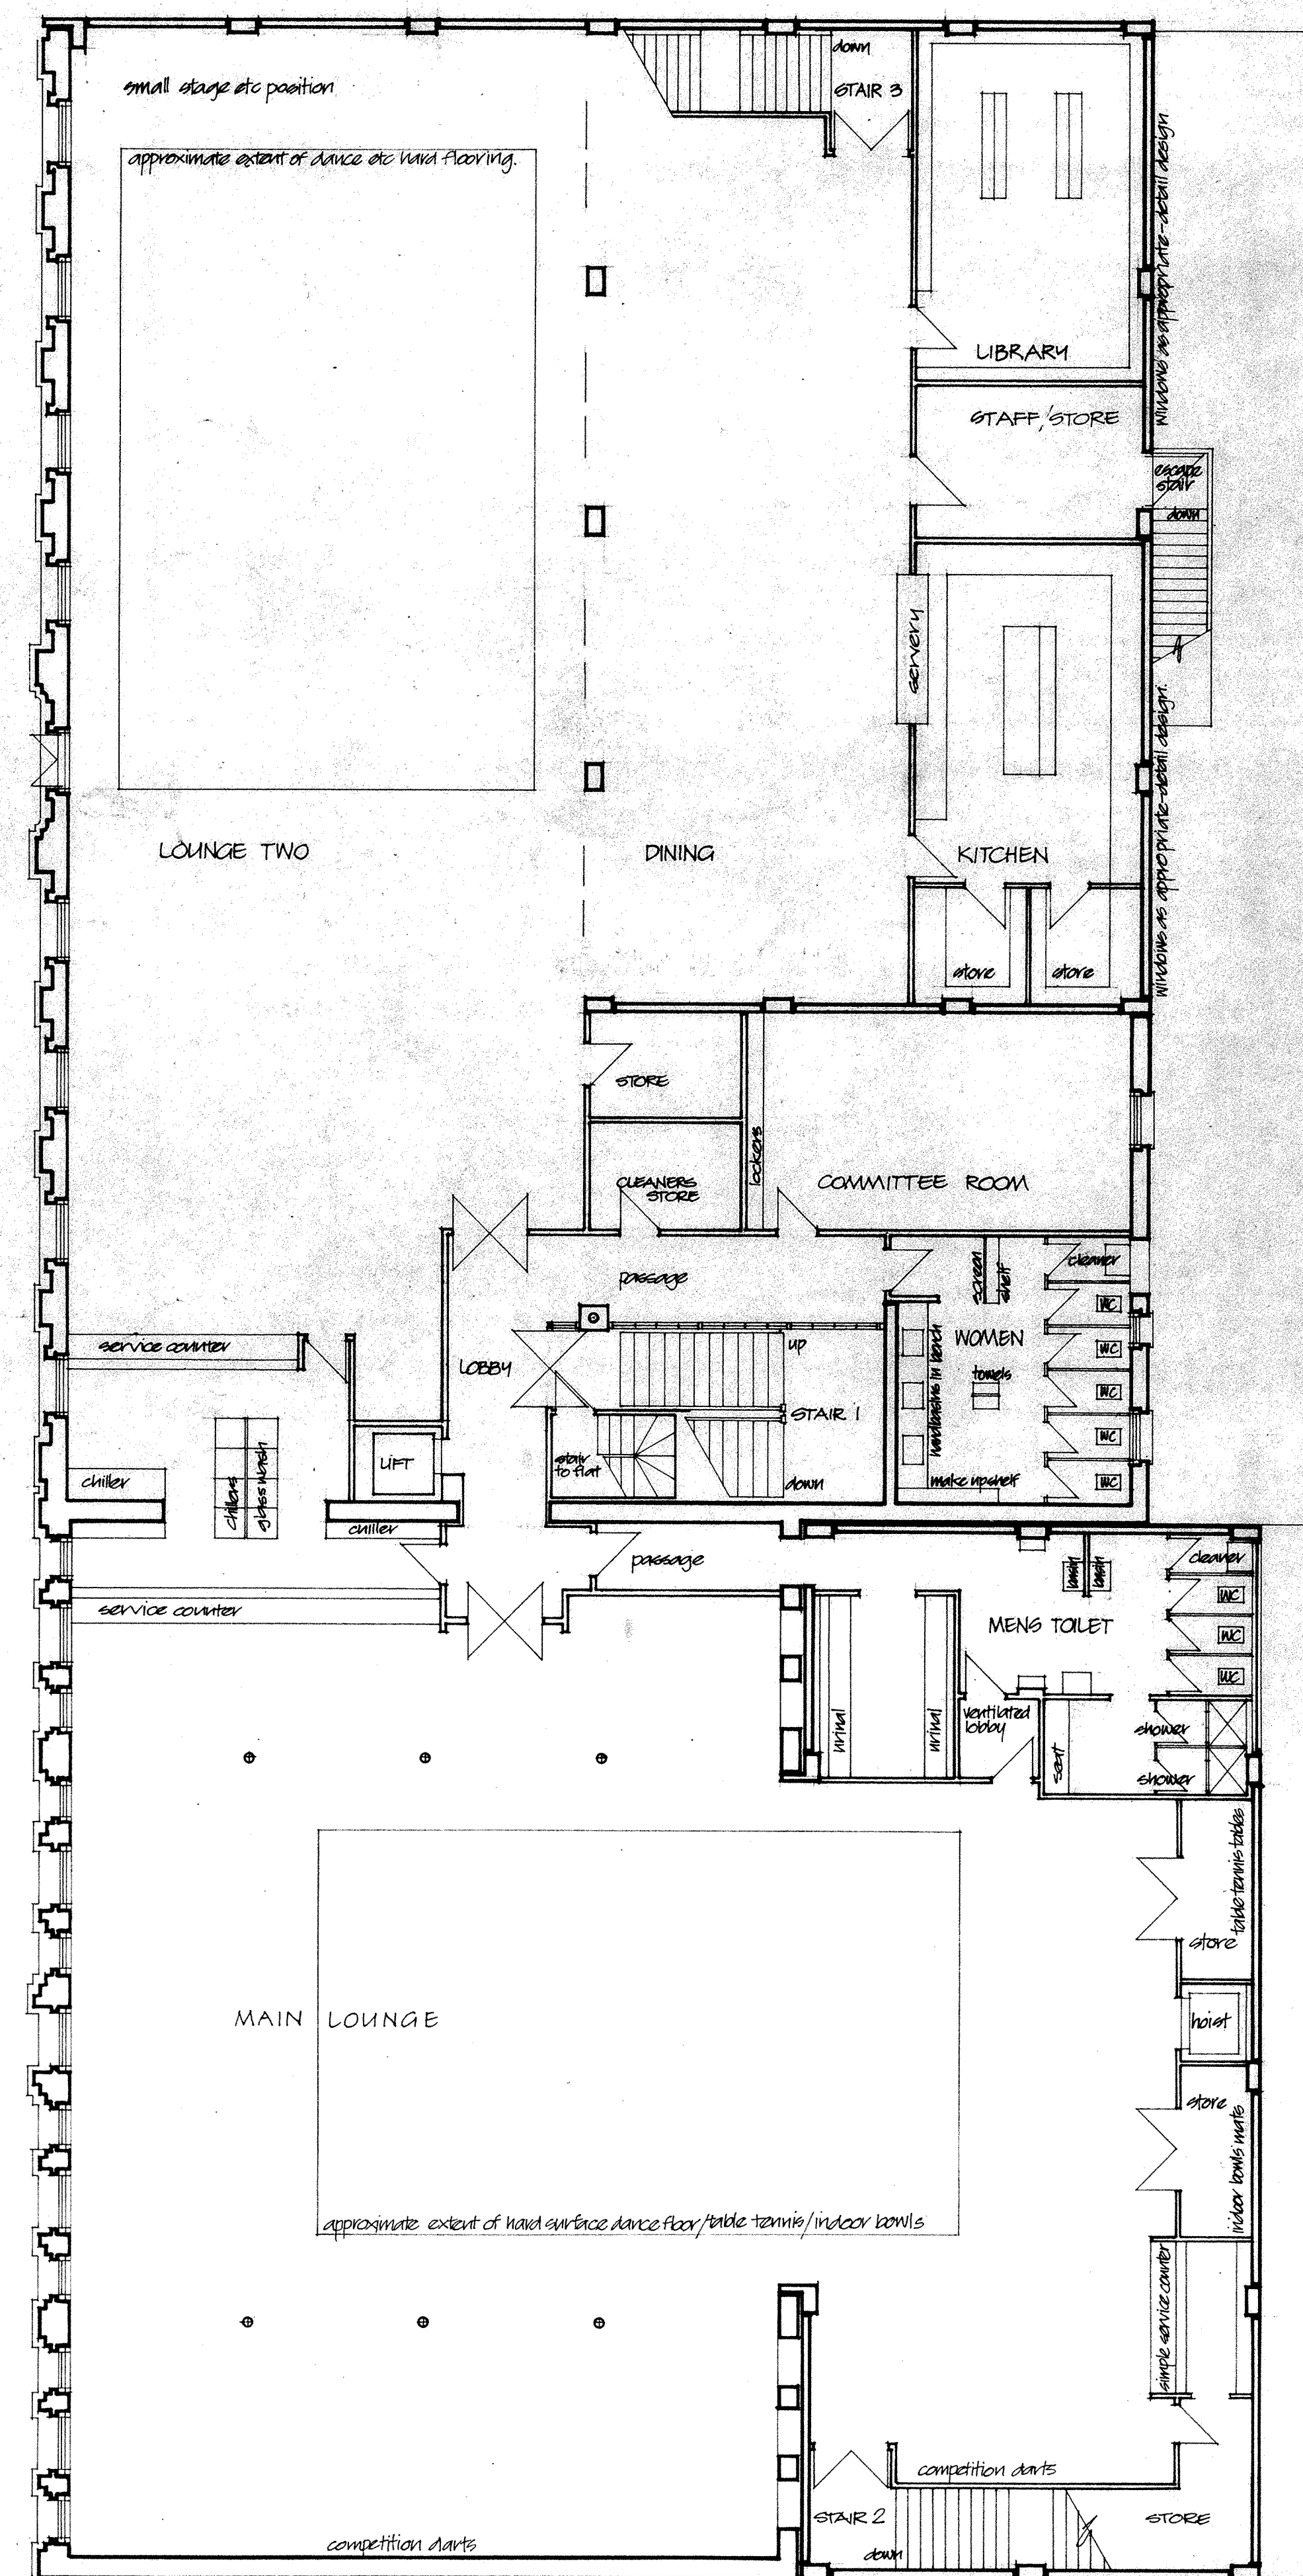 down
STAIR 3
small stage etc position
approximate extent of dance etc hard flooring.
windows as appropriate-detail design
LIBRARY
STAFF/STORE
escape
stair
down
servery
windows as appropriate-detail design.
LOUNGE TWO
DINING
KITCHEN
store
store
STORE
lockers
CLEANERS
STORE
COMMITTEE ROOM
passage
screen
shelf
cleaner
WC
service counter
up
WOMEN
WC
LOBBY
towels
WC
handbasins in bench
STAIR 1
WC
LIFT
stair
to flat
chiller
chillers
glass wash
down
make up shelf
WC
chiller
passage
basin
basin
cleaner
WC
service counter
MENS TOILET
WC
WC
urinal
urinal
ventilated
lobby
seat
shower
shower
table tennis tables
store
MAIN LOUNGE
hoist
store
indoor bowls mats
approximate extent of hard surface dance floor/table tennis/indoor bowls
simple service counter
competition darts
STAIR 2
STORE
competition darts
down